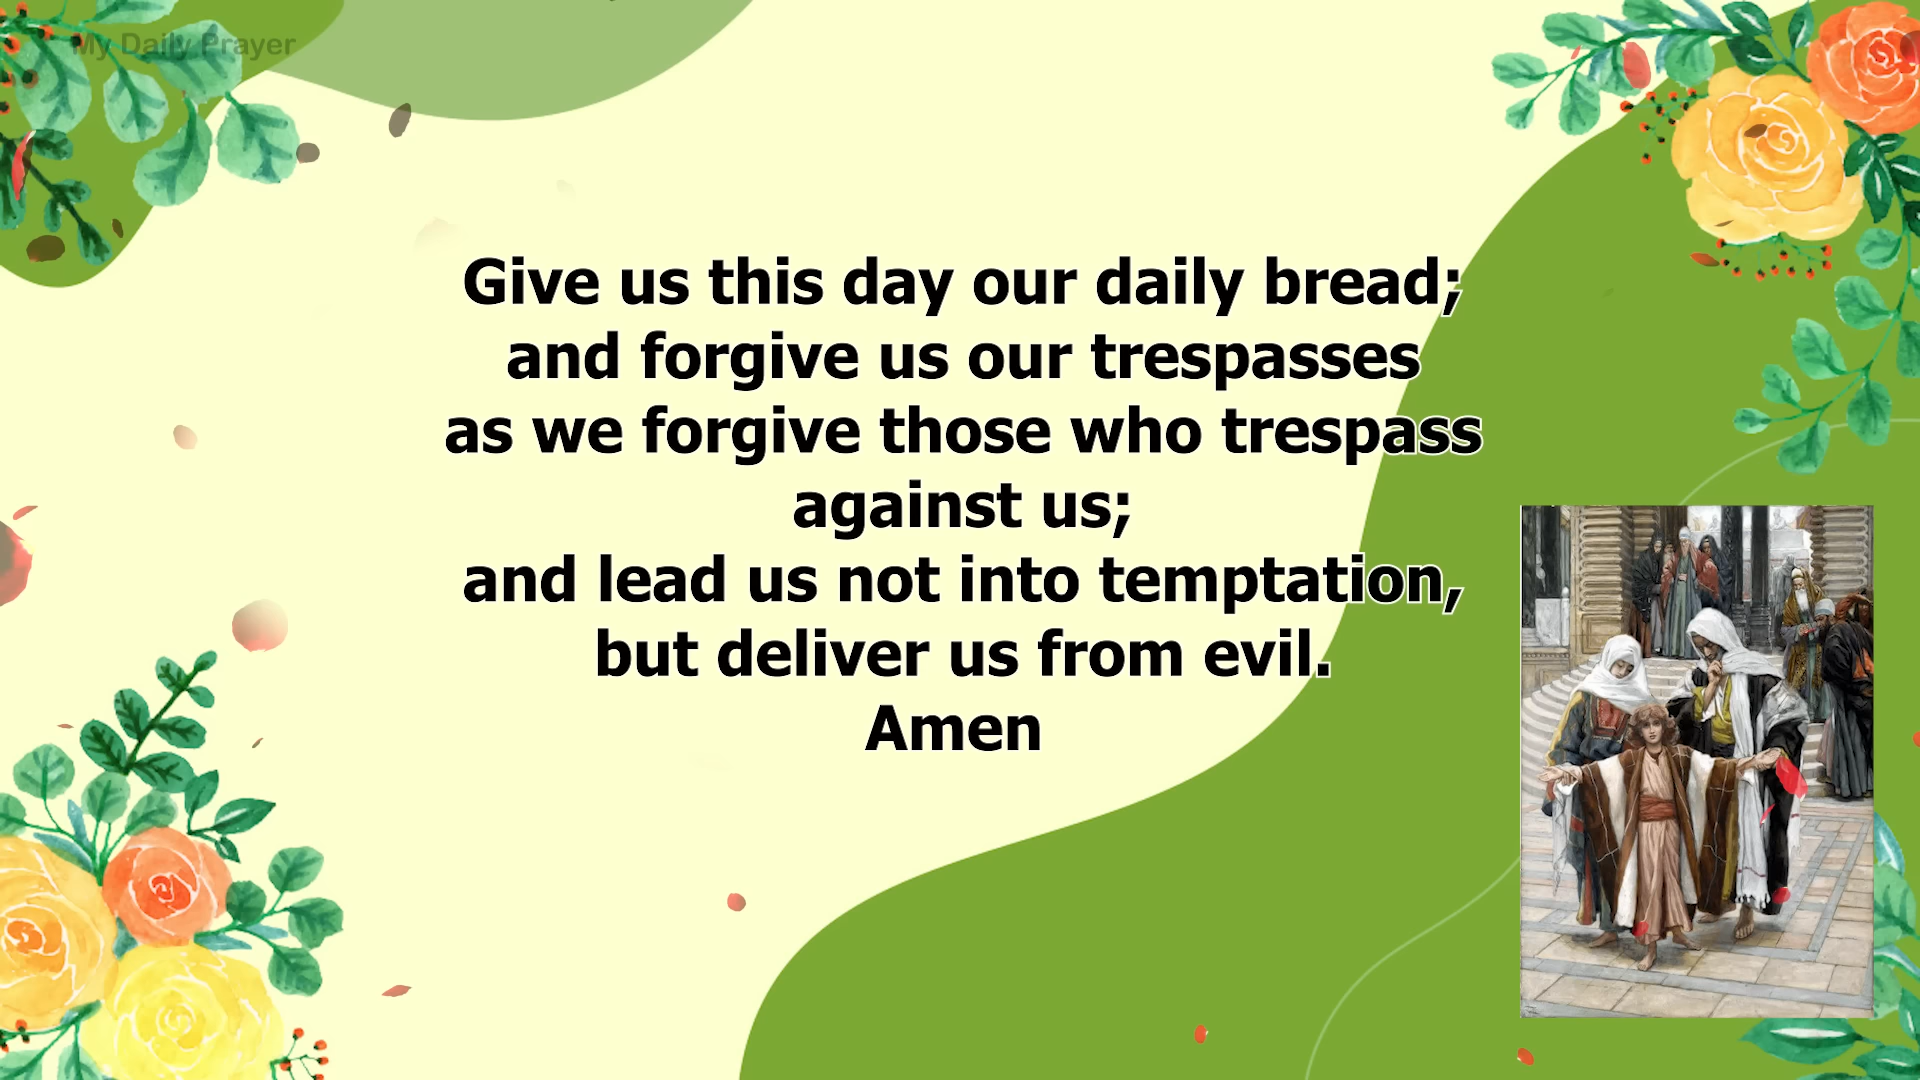 My Daily Prayer
Give us this day our daily bread;
and forgive us our trespasses
as we forgive those who trespass
against us;
and lead us not into temptation,
but deliver us from evil.
Amen